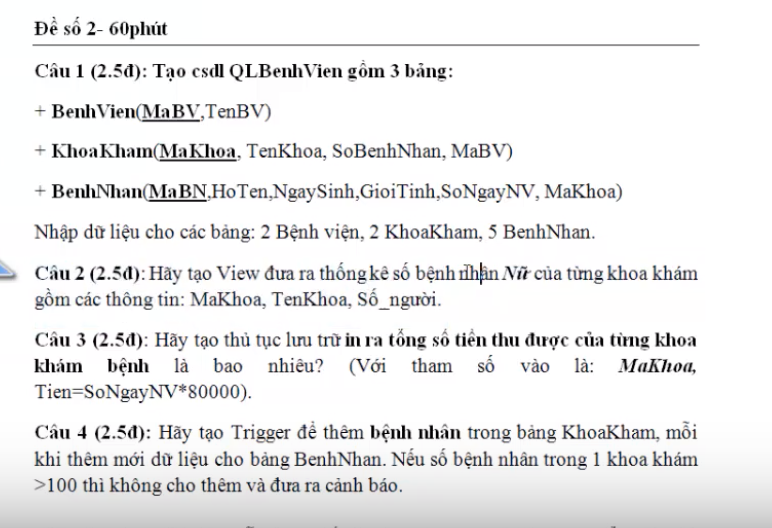 Đề số 2- 60phút
Câu 1 (2.5đ): Tạo csdl QLBenhVien gồm 3 bảng:
+ BenhVien(MaBV,TenBV)
+ KhoaKham(MaKhoa, TenKhoa, SoBenhNhan, MaBV)
+ BenhNhan(MaBN,HoTen,NgaySinh,GioiTinh,SoNgayNV, MaKhoa)
Nhập dữ liệu cho các bảng: 2 Bệnh viện, 2 KhoaKham, 5 BenhNhan.
Câu 2 (2.5đ): Hãy tạo View đưa ra thống kê số bệnh nhân Nữ của từng khoa khám
gồm các thông tin: MaKhoa, TenKhoa, Số_người.
Câu 3 (2.5đ): Hãy tạo thủ tục lưu trữ in ra tổng số tiền thu được của từng khoa
khám bệnh là bao nhiêu? (Với tham số vào là: MaKhoa,
Tien=SoNgayNV*80000).
Câu 4 (2.5đ): Hãy tạo Trigger để thêm bệnh nhân trong bảng KhoaKham, mỗi
khi thêm mới dữ liệu cho bảng BenhNhan. Nếu số bệnh nhân trong 1 khoa khám
>100 thì không cho thêm và đưa ra cảnh báo.